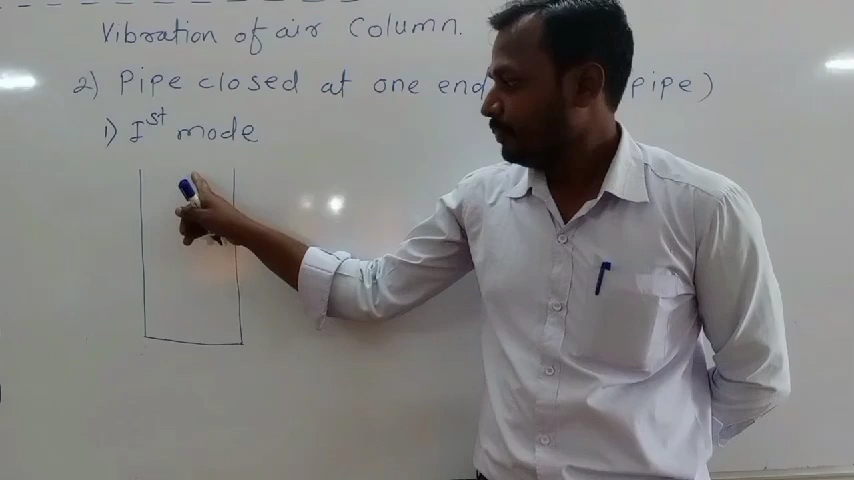 Vibration of air Column.
2) Pipe closed at one end pipe)
1) Ist mode